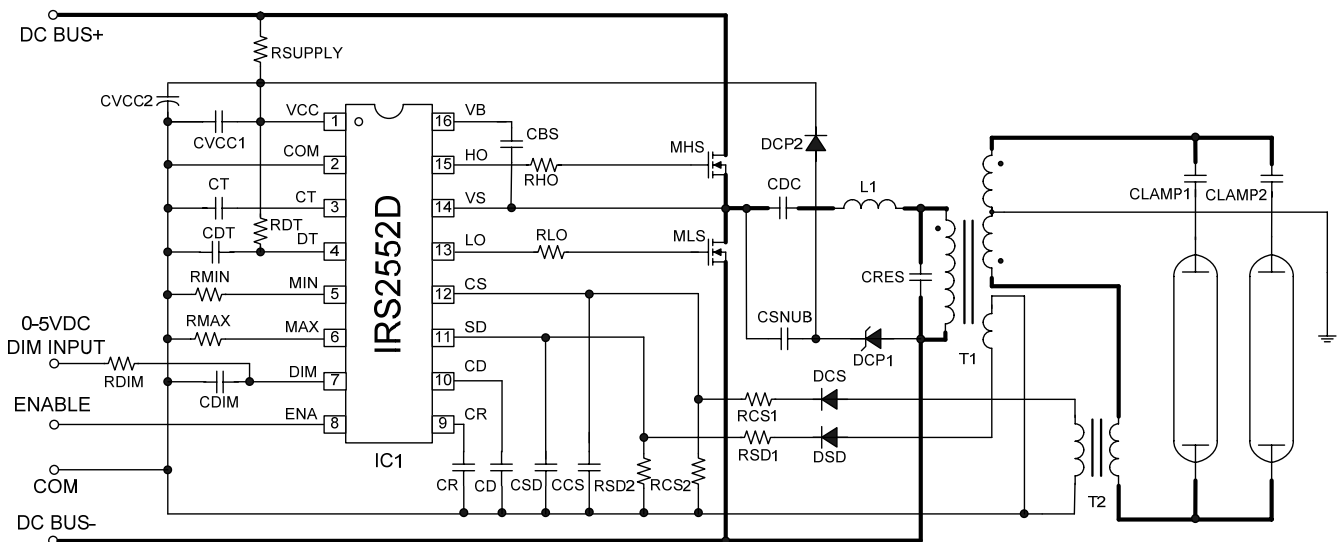 DC BUS+
RSUPPLY
CVCC2
CVCC1
VCC
1
16
VB
CBS
MHS
DCP2
COM
2
15
HO
RHO
CDC
L1
CLAMP1
CLAMP2
CT
CT
3
14
VS
RDT
CDT
DT
4
13
LO
RLO
MLS
IRS2552D
CRES
RMIN
MIN
5
12
CS
CSNUB
0-5VDC
DIM INPUT
RMAX
MAX
6
11
SD
DCP1
T1
RDIM
CDIM
DIM
7
10
CD
DCS
ENABLE
ENA
8
9
CR
RCS1
RSD1
DSD
IC1
COM
CR
CD
CSD
CCS
RSD2
RCS2
T2
DC BUS-